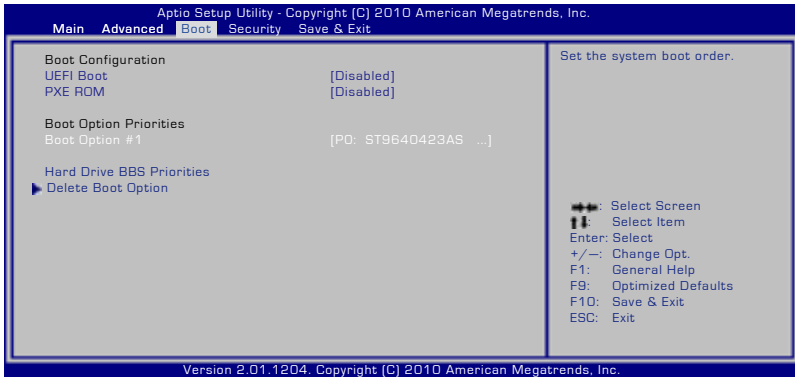 Aptio Setup Utility - Copyright (C) 2010 American Megatrends, Inc.
Main Advanced Boot Security Save & Exit
Boot Configuration
UEFI Boot [Disabled]
PXE ROM [Disabled]
Boot Option Priorities
Boot Option #1 [P0: ST9640423AS ...]
Hard Drive BBS Priorities
Delete Boot Option
Set the system boot order.
: Select Screen
: Select Item
Enter: Select
+/—: Change Opt.
F1: General Help
F9: Optimized Defaults
F10: Save & Exit
ESC: Exit
Version 2.01.1204. Copyright (C) 2010 American Megatrends, Inc.